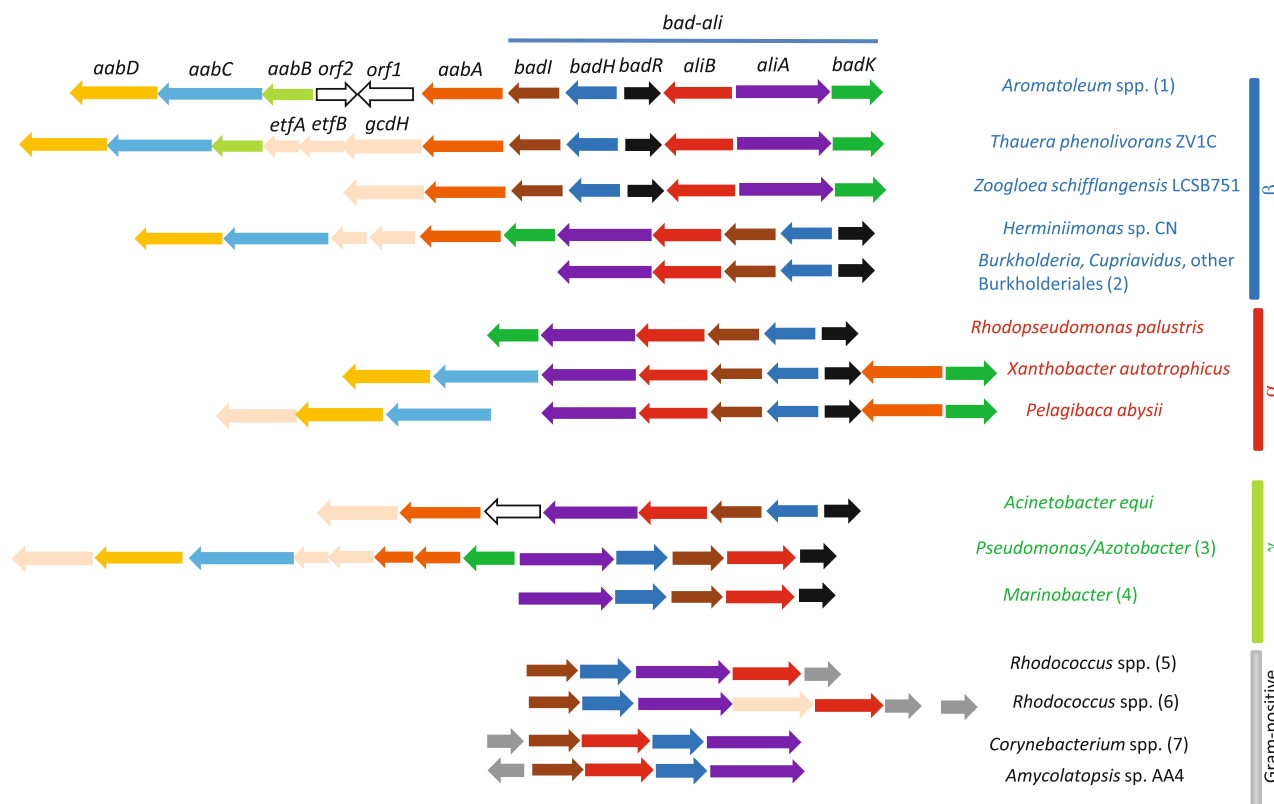 bad-ali
aabD aabC aabB orf2 orf1 aabA badI badH badR aliB aliA badK
Aromatoleum spp. (1)
etfA etfB gcdH
Thauera phenolivorans ZV1C
Zoogloea schifflangensis LCSB751
β
Herminiimonas sp. CN
Burkholderia, Cupriavidus, other
Burkholderiales (2)
Rhodopseudomonas palustris
Xanthobacter autotrophicus
α
Pelagibaca abysii
Acinetobacter equi
Pseudomonas/Azotobacter (3)
γ
Marinobacter (4)
Rhodococcus spp. (5)
Rhodococcus spp. (6)
Gram-positive
Corynebacterium spp. (7)
Amycolatopsis sp. AA4